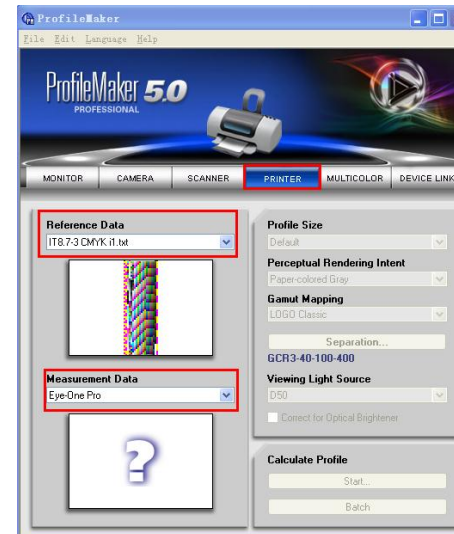 ProfileMaker
File Edit Language Help
ProfileMaker 5.0
PROFESSIONAL
MONITOR CAMERA SCANNER PRINTER MULTICOLOR DEVICE LINK
Reference Data
IT8.7-3 CMYK i1.txt
Measurement Data
Eye-One Pro
?
Profile Size
Default
Perceptual Rendering Intent
Paper-colored Gray
Gamut Mapping
LOGO Classic
Separation...
GCR3-40-100-400
Viewing Light Source
D50
Correct for Optical Brightener
Calculate Profile
Start...
Batch